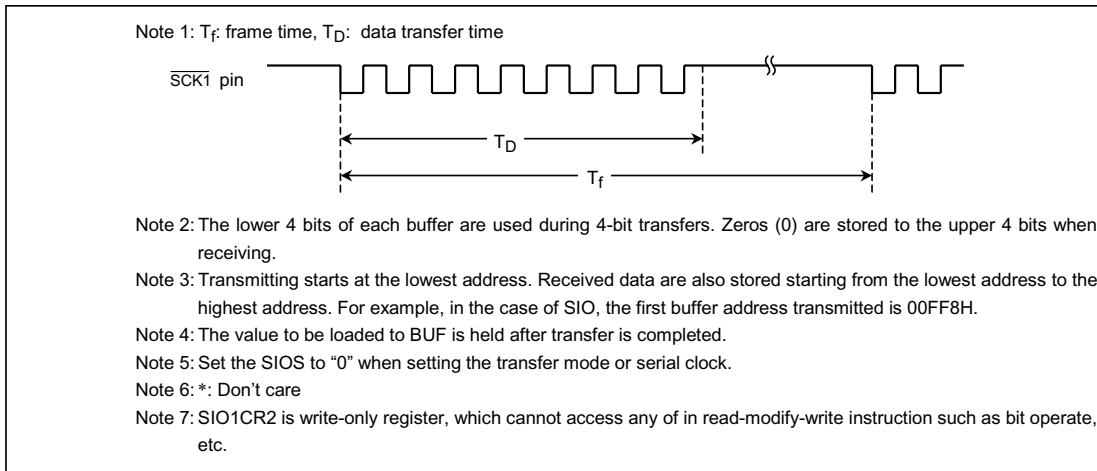 Note 1: Tf: frame time, TD: data transfer time
SCK1 pin
TD
Tf
Note 2: The lower 4 bits of each buffer are used during 4-bit transfers. Zeros (0) are stored to the upper 4 bits when
receiving.
Note 3: Transmitting starts at the lowest address. Received data are also stored starting from the lowest address to the
highest address. For example, in the case of SIO, the first buffer address transmitted is 00FF8H.
Note 4: The value to be loaded to BUF is held after transfer is completed.
Note 5: Set the SIOS to “0” when setting the transfer mode or serial clock.
Note 6: *: Don’t care
Note 7: SIO1CR2 is write-only register, which cannot access any of in read-modify-write instruction such as bit operate,
etc.